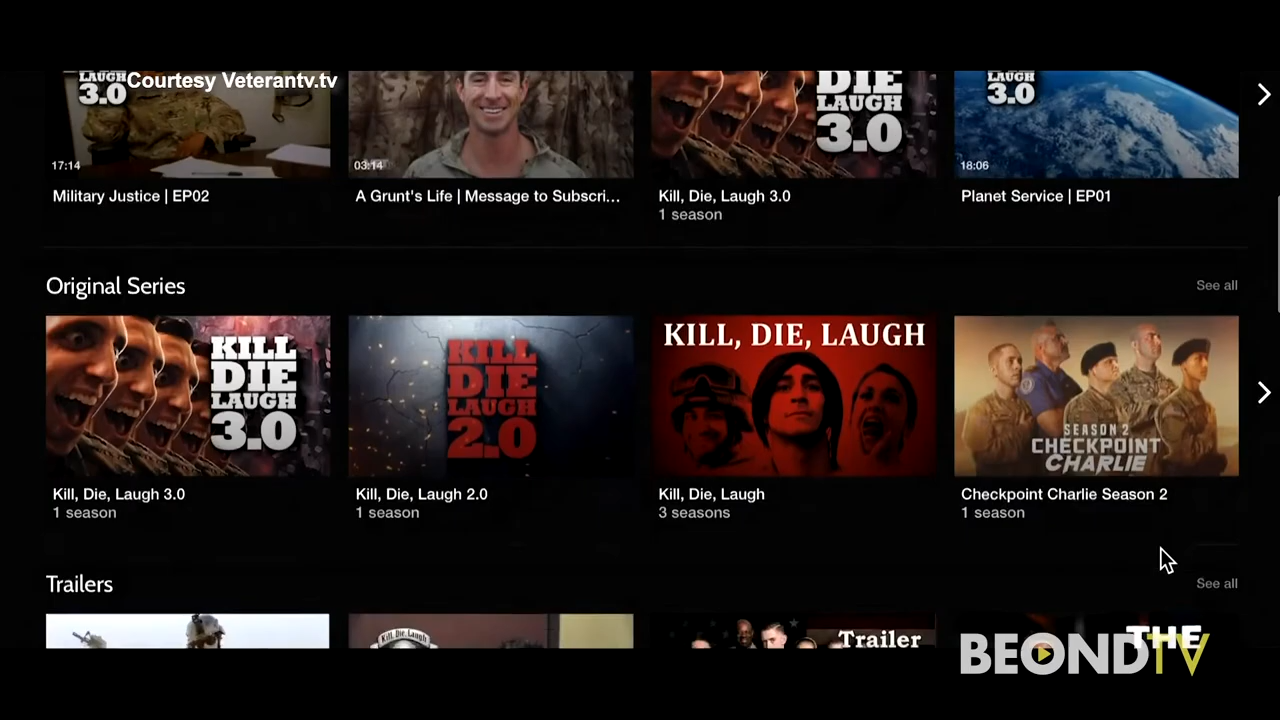 Courtesy Veterantv.tv
LAUGH
3.0
DIE
LAUGH
3.0
LAUGH
3.0
17:14
03:14
18:06
Military Justice | EP02
A Grunt's Life | Message to Subscri...
Kill, Die, Laugh 3.0
Planet Service | EP01
1 season
Original Series
See all
KILL
DIE
LAUGH
3.0
KILL
DIE
LAUGH
2.0
KILL, DIE, LAUGH
SEASON 2
CHECKPOINT
CHARLIE
Kill, Die, Laugh 3.0
Kill, Die, Laugh 2.0
Kill, Die, Laugh
Checkpoint Charlie Season 2
1 season
1 season
3 seasons
1 season
Trailers
See all
Kill, Die, Laugh
Trailer
THE
BEONDTV